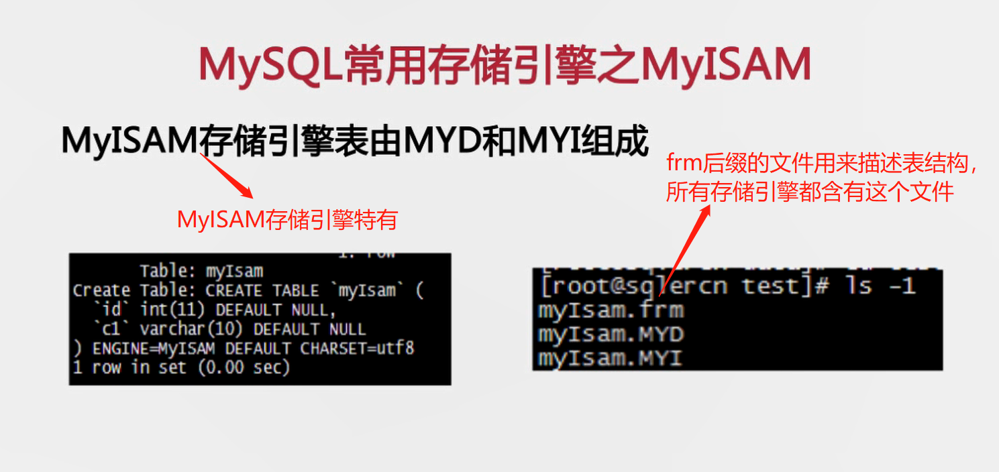 MySQL常用存储引擎之MyISAM
MyISAM存储引擎表由MYD和MYI组成
frm后缀的文件用来描述表结构，
所有存储引擎都含有这个文件
MyISAM存储引擎特有
1. row
Table: myIsam
Create Table: CREATE TABLE `myIsam` (
`id` int(11) DEFAULT NULL,
`c1` varchar(10) DEFAULT NULL
) ENGINE=MyISAM DEFAULT CHARSET=utf8
1 row in set (0.00 sec)
[root@sqlercn test]# ls -1
myIsam.frm
myIsam.MYD
myIsam.MYI